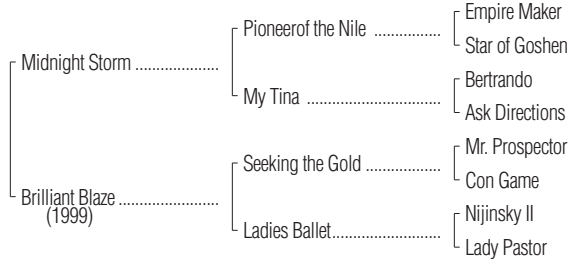 Empire Maker
Pioneerof the Nile ................
Star of Goshen
Midnight Storm .....................
Bertrando
My Tina ...........................
Ask Directions
Mr. Prospector
Seeking the Gold ...............
Con Game
Brilliant Blaze .........................
(1999)
Nijinsky II
Ladies Ballet......................
Lady Pastor